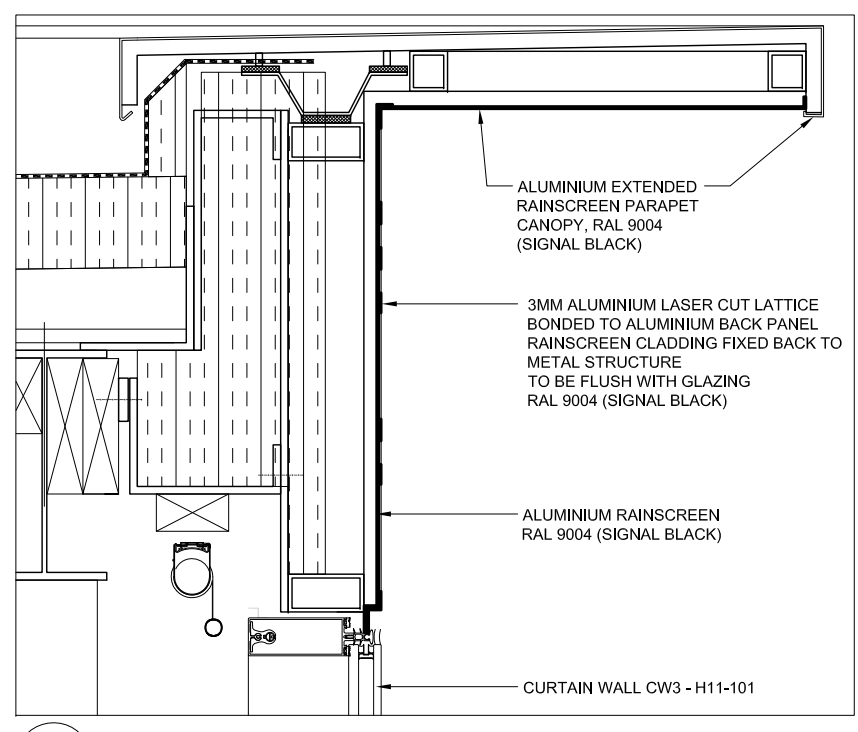 ALUMINIUM EXTENDED
RAINSCREEN PARAPET
CANOPY, RAL 9004
(SIGNAL BLACK)
3MM ALUMINIUM LASER CUT LATTICE
BONDED TO ALUMINIUM BACK PANEL
RAINSCREEN CLADDING FIXED BACK TO
METAL STRUCTURE
TO BE FLUSH WITH GLAZING
RAL 9004 (SIGNAL BLACK)
ALUMINIUM RAINSCREEN
RAL 9004 (SIGNAL BLACK)
CURTAIN WALL CW3 - H11-101